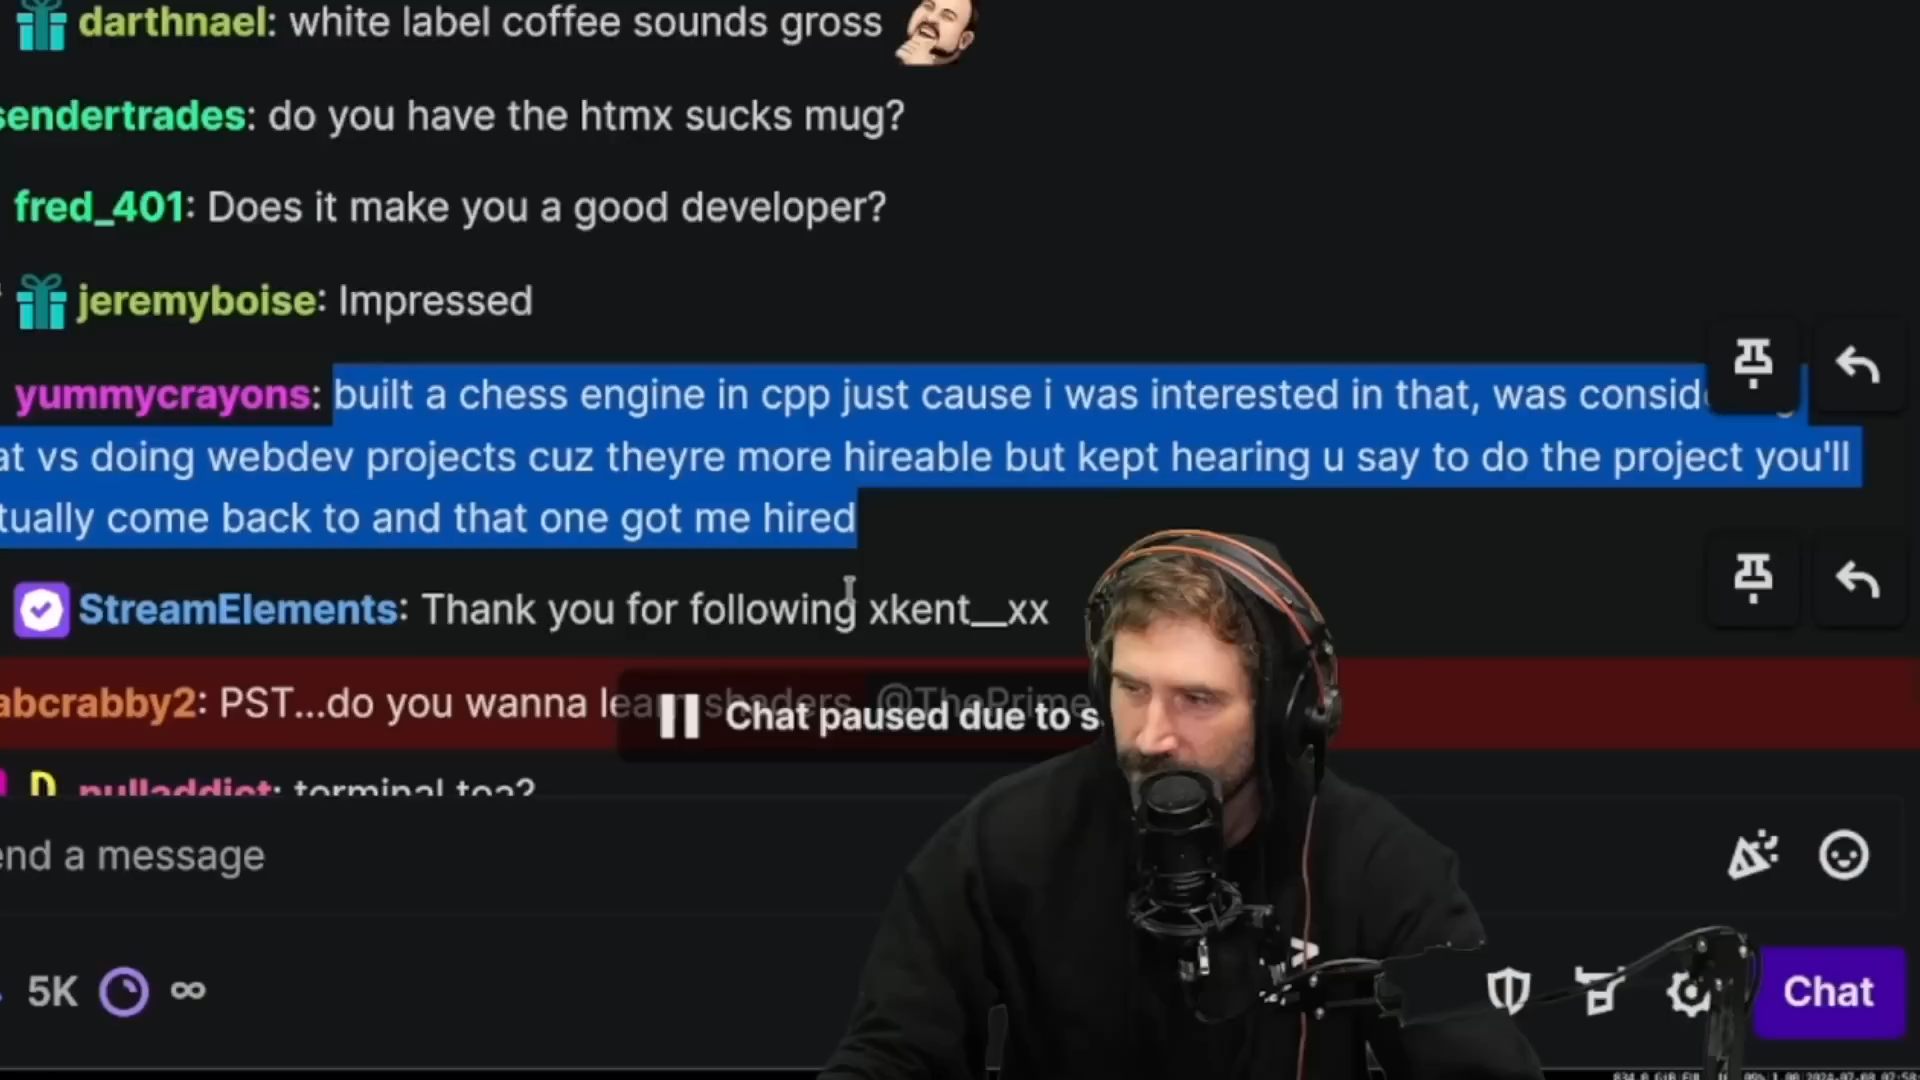 darthnael: white label coffee sounds gross
sendertrades: do you have the htmx sucks mug?
fred_401: Does it make you a good developer?
jeremyboise: Impressed
yummycrayons: built a chess engine in cpp just cause i was interested in that, was consid
at vs doing webdev projects cuz theyre more hireable but kept hearing u say to do the project you'll
tually come back to and that one got me hired
StreamElements: Thank you for following xkent__xx
abcrabby2: PST...do you wanna learn shaders @ThePrime
Chat paused due to s
nulladdict: terminal tea?
end a message
5K ∞
Chat